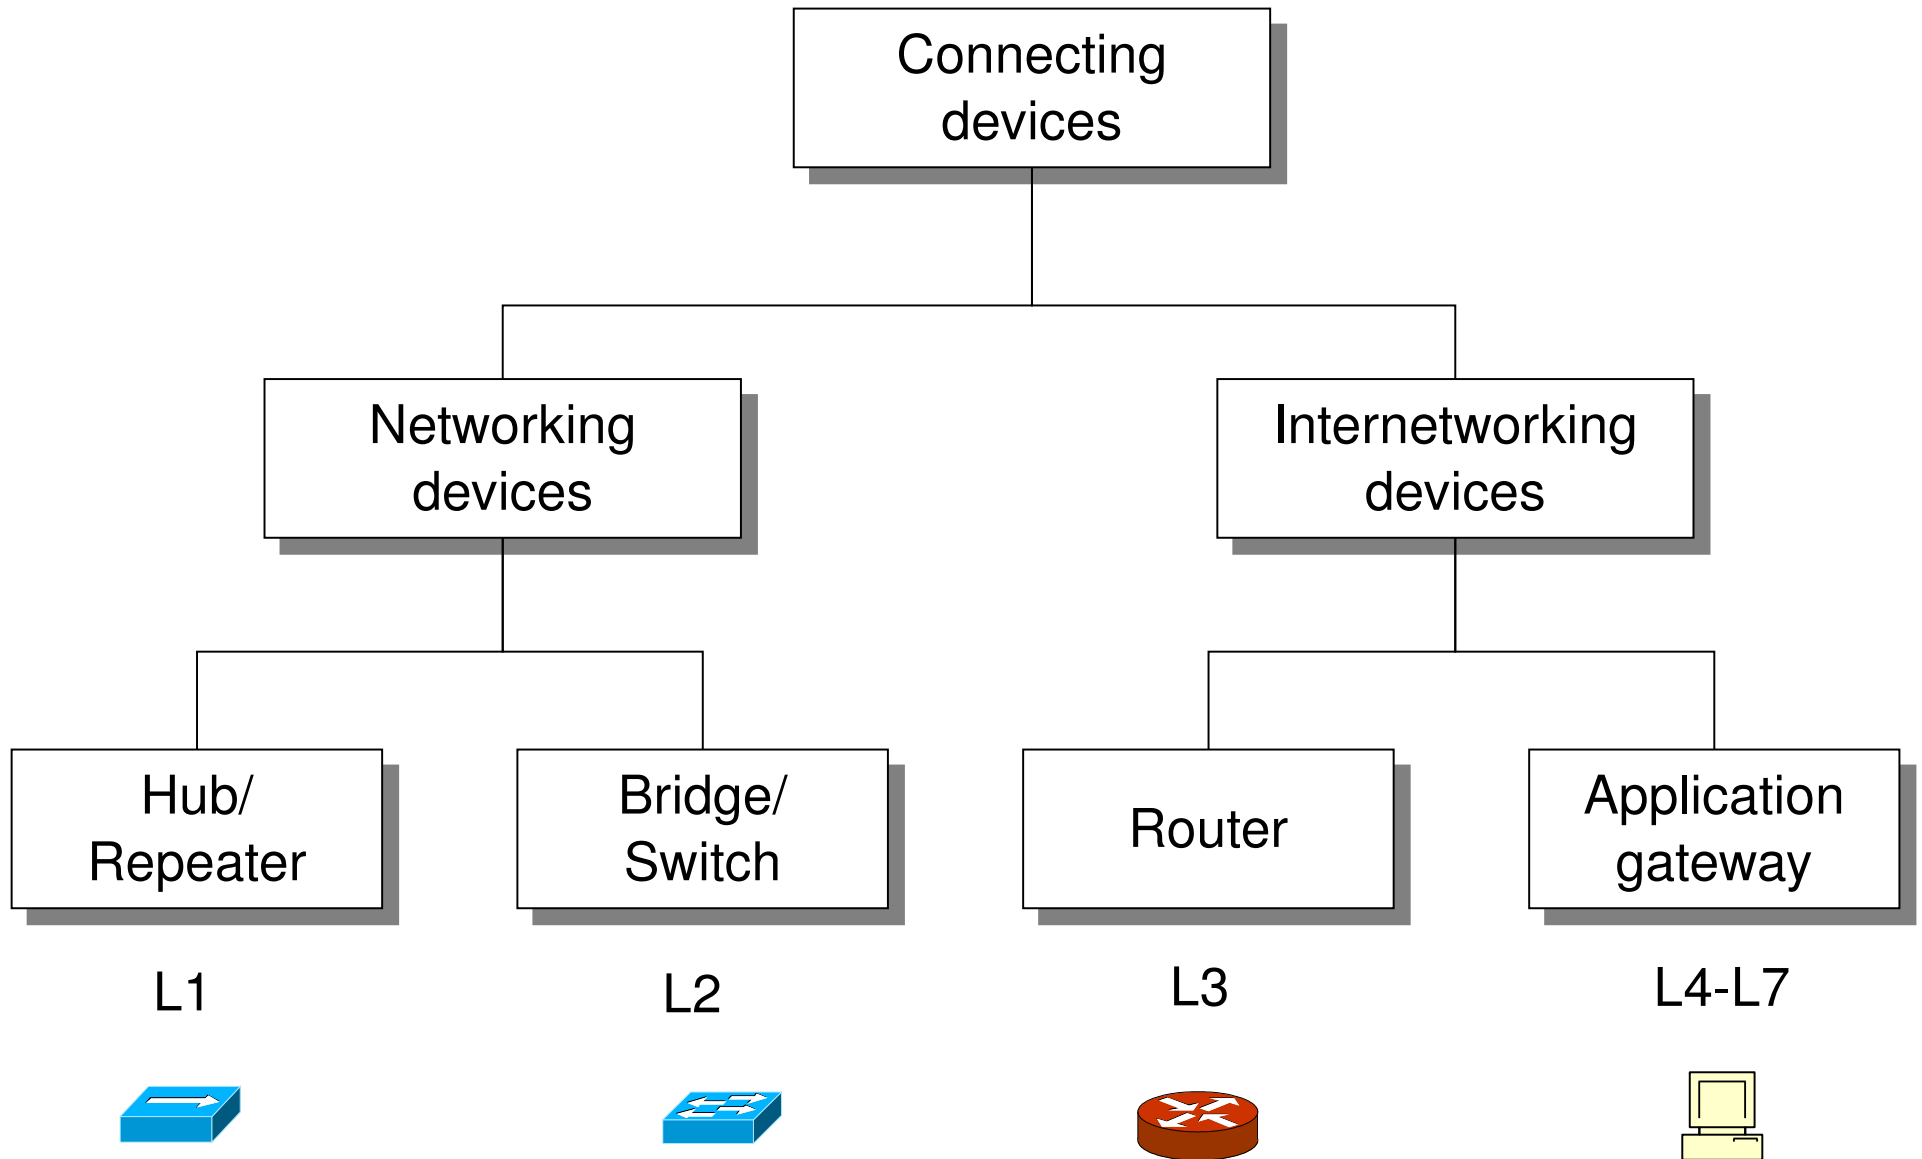 Connecting
devices
Networking
devices
Internetworking
devices
Hub/
Repeater
Bridge/
Switch
Router
Application
gateway
L1
L2
L3
L4-L7